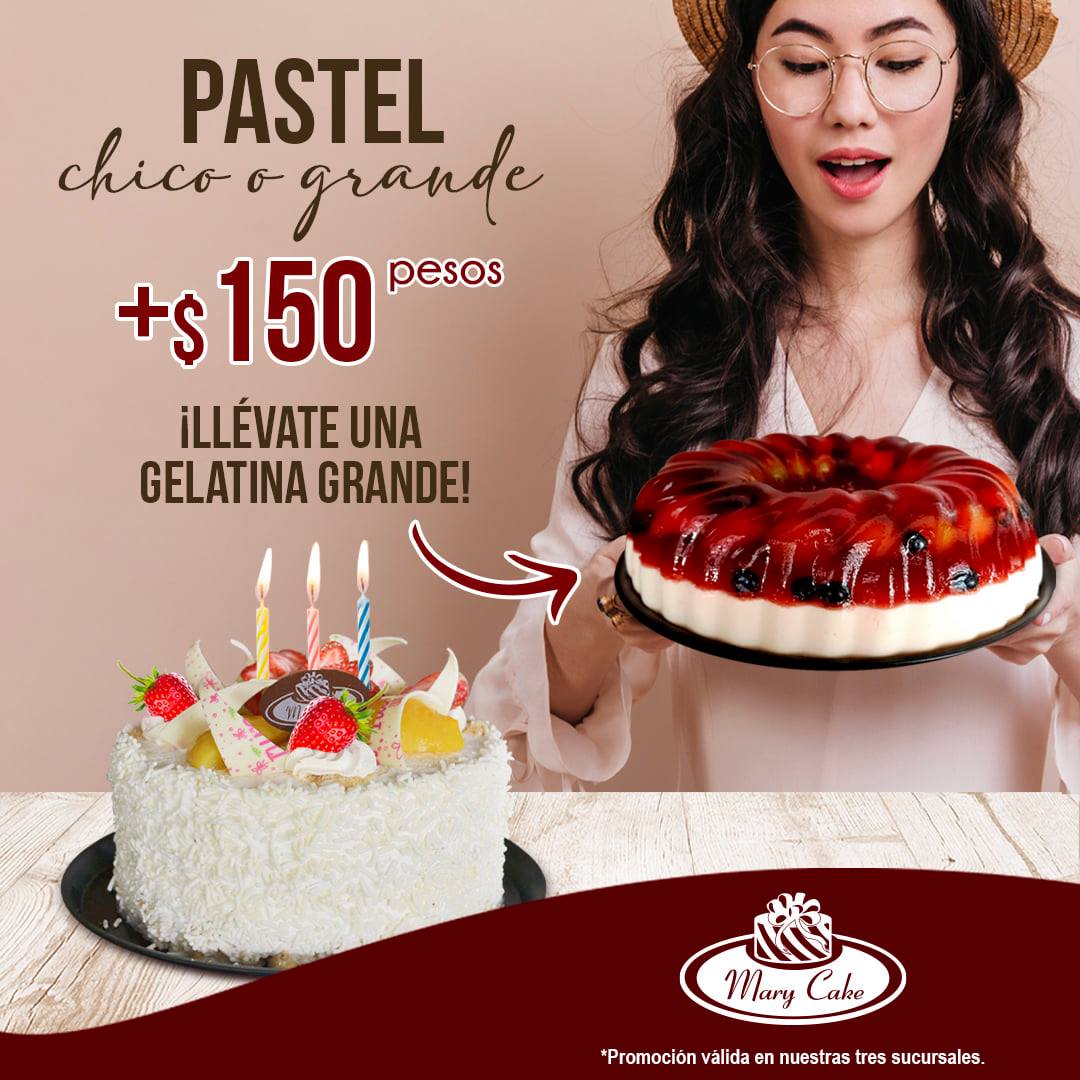 PASTEL
chico o grande
+$150 pesos
¡LLÉVATE UNA
GELATINA GRANDE!
Mary Cake
*Promoción válida en nuestras tres sucursales.